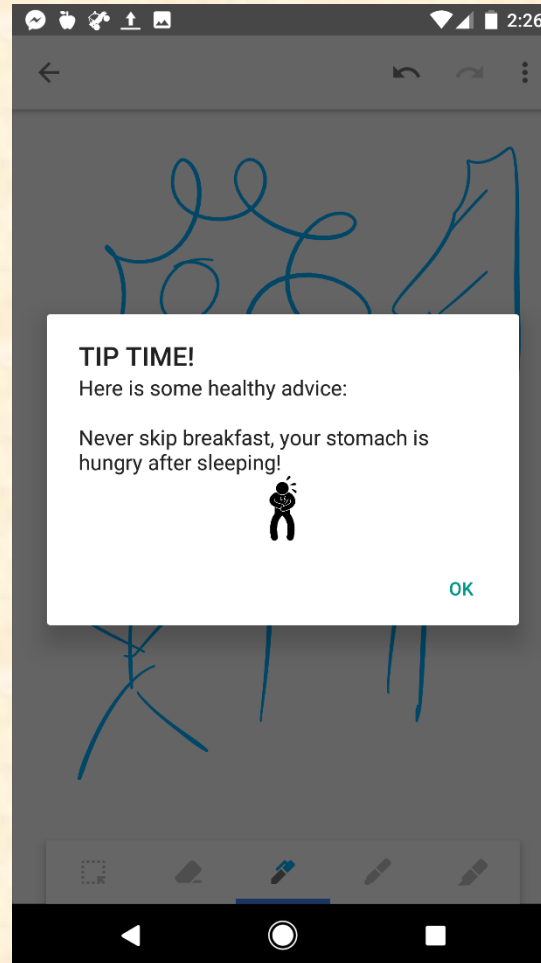 2:26
TIP TIME!
Here is some healthy advice:
Never skip breakfast, your stomach is
hungry after sleeping!
OK